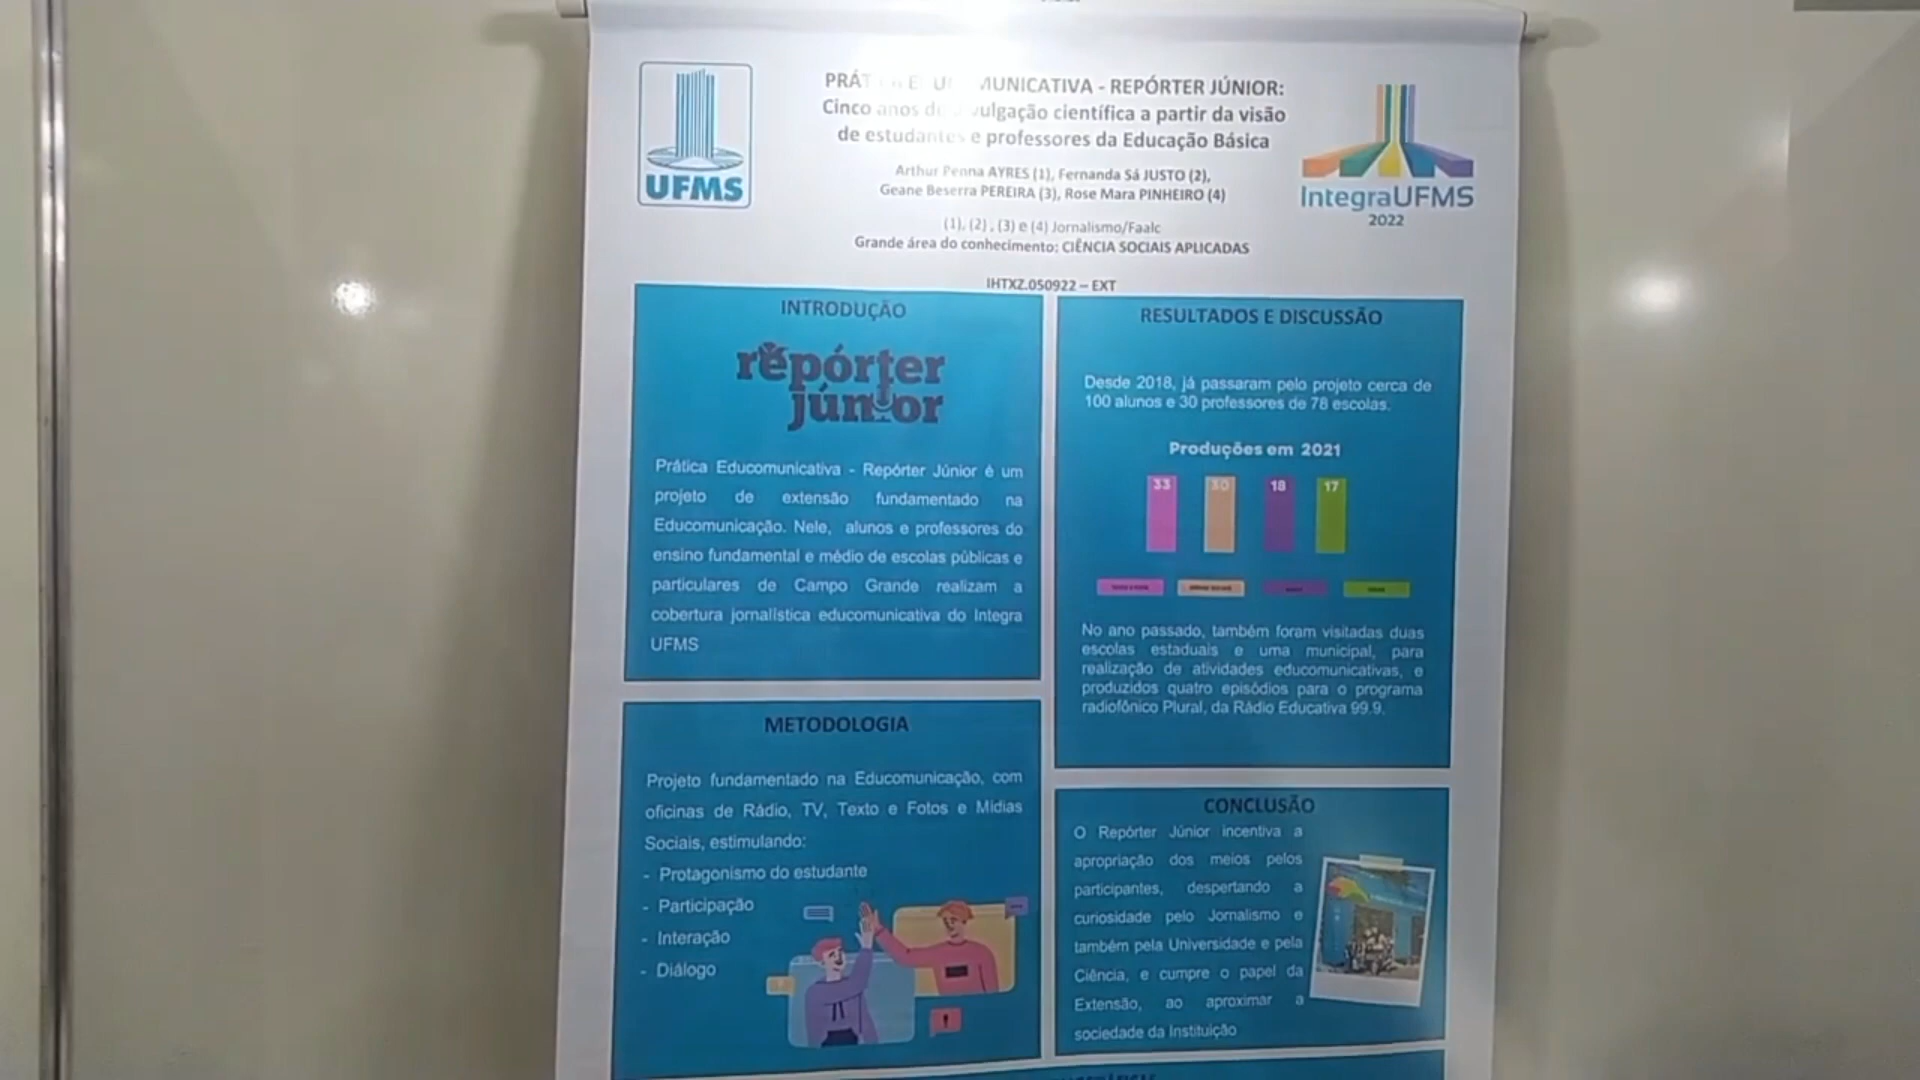 UFMS
PRÁTICA EDUCOMUNICATIVA - REPÓRTER JÚNIOR:
Cinco anos de divulgação científica a partir da visão
de estudantes e professores da Educação Básica
Arthur Penna AYRES (1), Fernanda Sá JUSTO (2),
Geane Beserra PEREIRA (3), Rose Mara PINHEIRO (4)
(1), (2) , (3) e (4) Jornalismo/Faalc
Grande área do conhecimento: CIÊNCIA SOCIAIS APLICADAS
IHTXZ.050922 – EXT
IntegraUFMS
2022
INTRODUÇÃO
repórter
júnior
Prática Educomunicativa - Repórter Júnior é um
projeto de extensão fundamentado na
Educomunicação. Nele, alunos e professores do
ensino fundamental e médio de escolas públicas e
particulares de Campo Grande realizam a
cobertura jornalística educomunicativa do Integra
UFMS
METODOLOGIA
Projeto fundamentado na Educomunicação, com
oficinas de Rádio, TV, Texto e Fotos e Mídias
Sociais, estimulando:
- Protagonismo do estudante
- Participação
- Interação
- Diálogo
RESULTADOS E DISCUSSÃO
Desde 2018, já passaram pelo projeto cerca de
100 alunos e 30 professores de 78 escolas.
Produções em 2021
33 30 18 17
No ano passado, também foram visitadas duas
escolas estaduais e uma municipal, para
realização de atividades educomunicativas, e
produzidos quatro episódios para o programa
radiofônico Plural, da Rádio Educativa 99.9.
CONCLUSÃO
O Repórter Júnior incentiva a
apropriação dos meios pelos
participantes, despertando a
curiosidade pelo Jornalismo e
também pela Universidade e pela
Ciência, e cumpre o papel da
Extensão, ao aproximar a
sociedade da Instituição